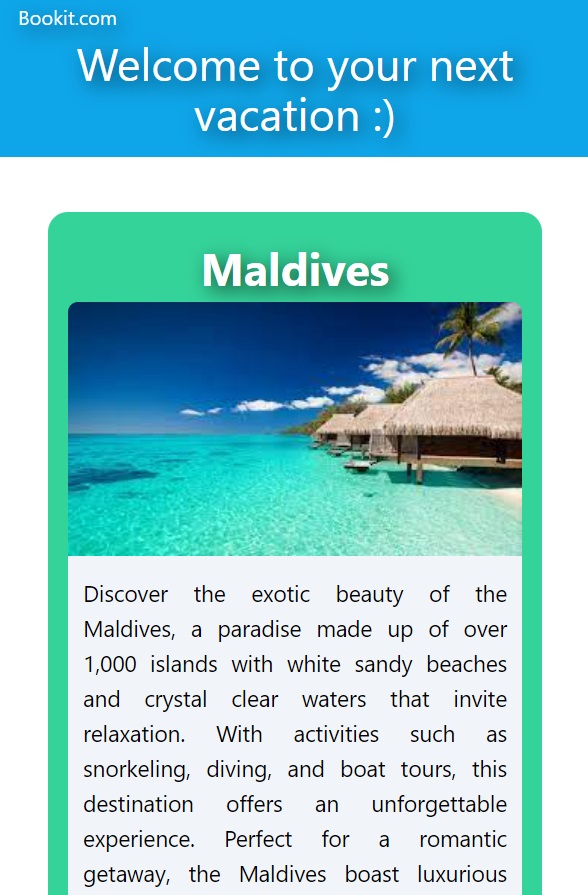 Bookit.com
Welcome to your next
vacation :)
Maldives
Discover the exotic beauty of the
Maldives, a paradise made up of over
1,000 islands with white sandy beaches
and crystal clear waters that invite
relaxation. With activities such as
snorkeling, diving, and boat tours, this
destination offers an unforgettable
experience. Perfect for a romantic
getaway, the Maldives boast luxurious